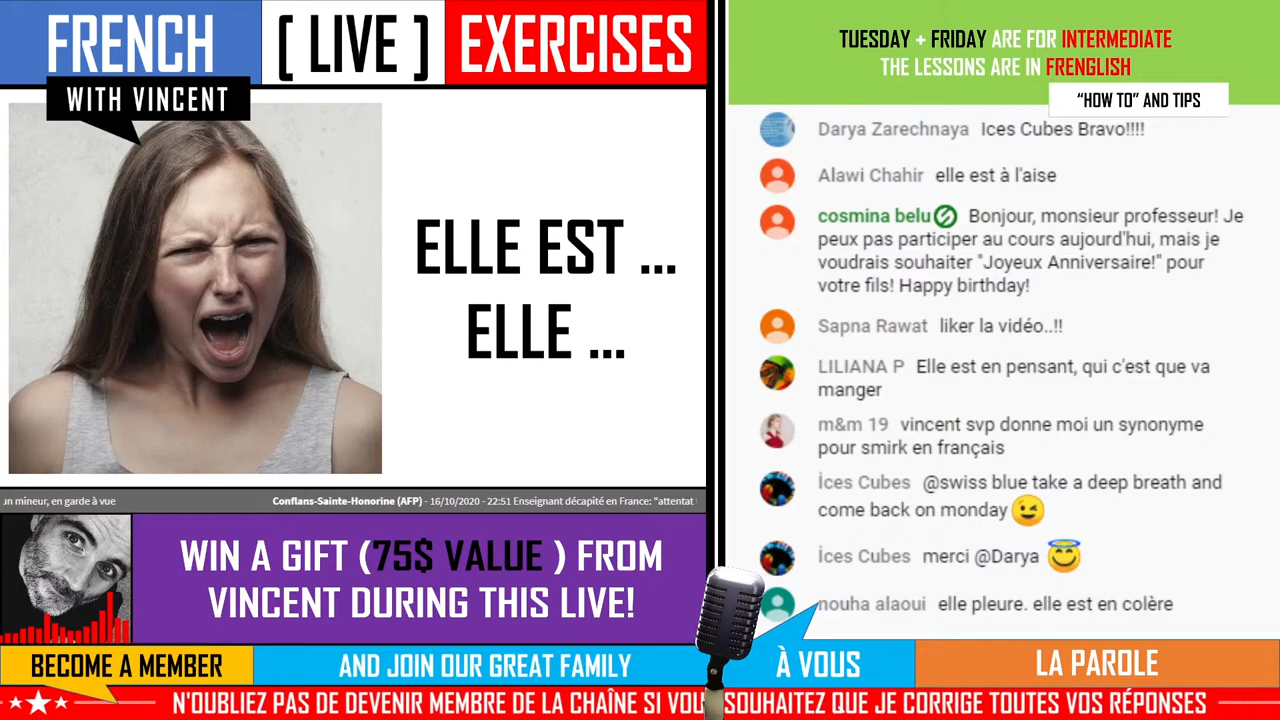 FRENCH
[ LIVE ]
EXERCISES
WITH VINCENT
ELLE EST ...
ELLE ...
un mineur, en garde à vue
Conflans-Sainte-Honorine (AFP) - 16/10/2020 - 22:51 Enseignant décapité en France: "attentat
WIN A GIFT (75$ VALUE ) FROM
VINCENT DURING THIS LIVE!
BECOME A MEMBER
AND JOIN OUR GREAT FAMILY
TUESDAY + FRIDAY ARE FOR INTERMEDIATE
THE LESSONS ARE IN FRENGLISH
“HOW TO” AND TIPS
Darya Zarechnaya Ices Cubes Bravo!!!!
Alawi Chahir elle est à l'aise
cosmina belu Bonjour, monsieur professeur! Je
peux pas participer au cours aujourd'hui, mais je
voudrais souhaiter "Joyeux Anniversaire!" pour
votre fils! Happy birthday!
Sapna Rawat liker la vidéo..!!
LILIANA P Elle est en pensant, qui c'est que va
manger
m&m 19 vincent svp donne moi un synonyme
pour smirk en français
İces Cubes @swiss blue take a deep breath and
come back on monday 😉
İces Cubes merci @Darya 😇
nouha alaoui elle pleure. elle est en colère
À VOUS
LA PAROLE
N'OUBLIEZ PAS DE DEVENIR MEMBRE DE LA CHAÎNE SI VOU SOUHAITEZ QUE JE CORRIGE TOUTES VOS RÉPONSES